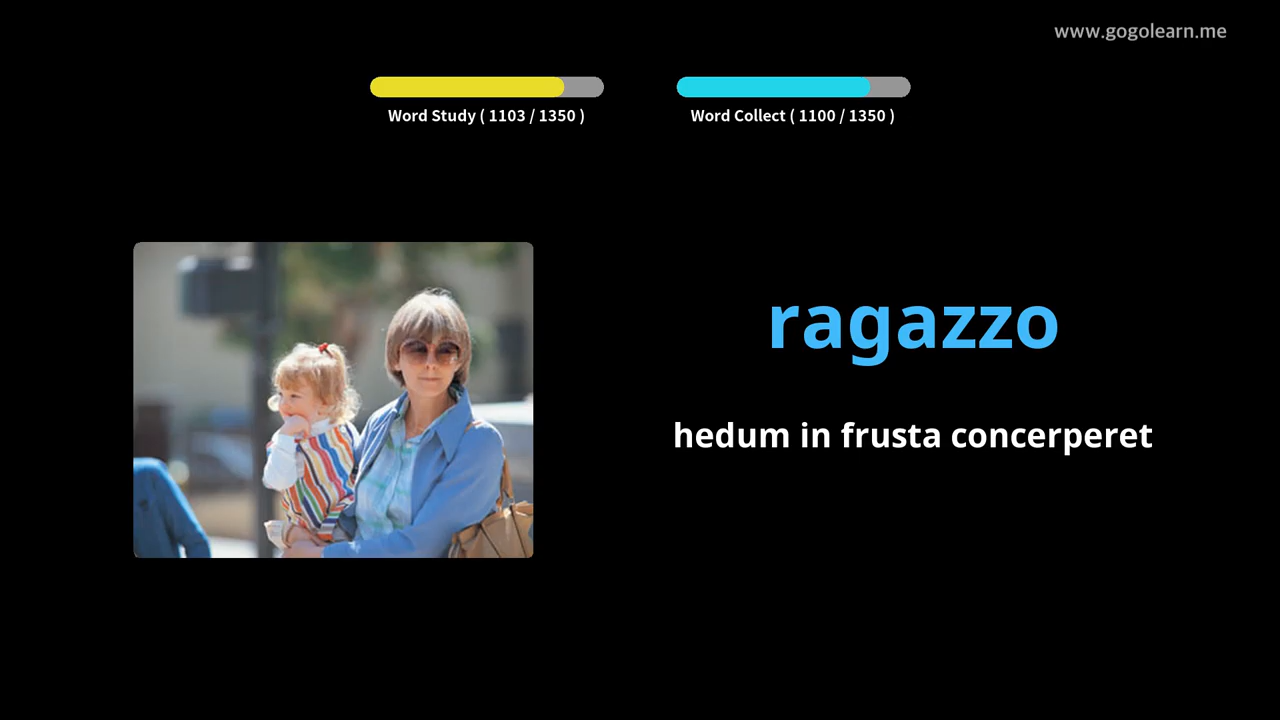 www.gogolearn.me
Word Study ( 1103 / 1350 )
Word Collect ( 1100 / 1350 )
ragazzo
hedum in frusta concerperet